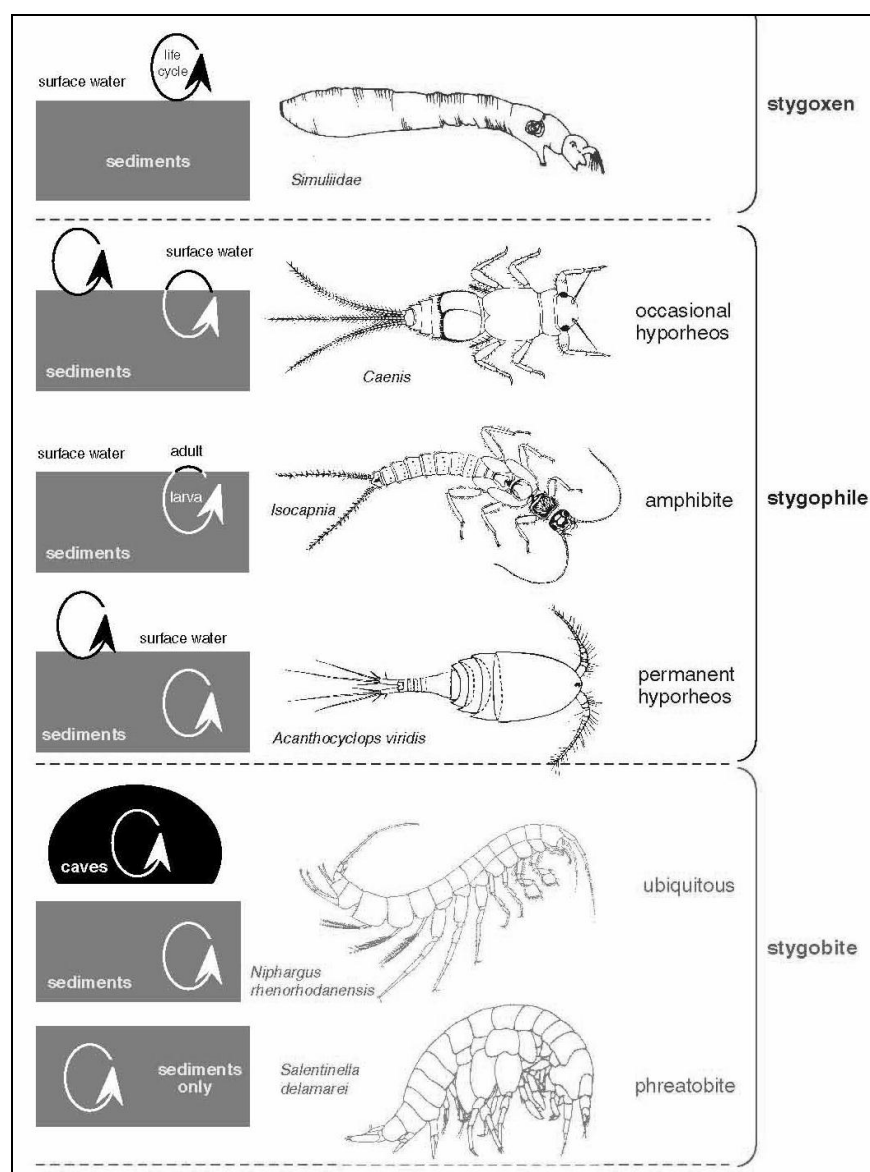 life
cycle
surface water
sediments
Simuliidae
stygoxen
surface water
sediments
Caenis
occasional
hyporheos
surface water
adult
larva
Isocapnia
sediments
amphibite
stygophile
surface water
sediments
Acanthocyclops viridis
permanent
hyporheos
caves
ubiquitous
sediments
Niphargus
rhenorhodanensis
stygobite
sediments
only
Salentinella
delamarei
phreatobite